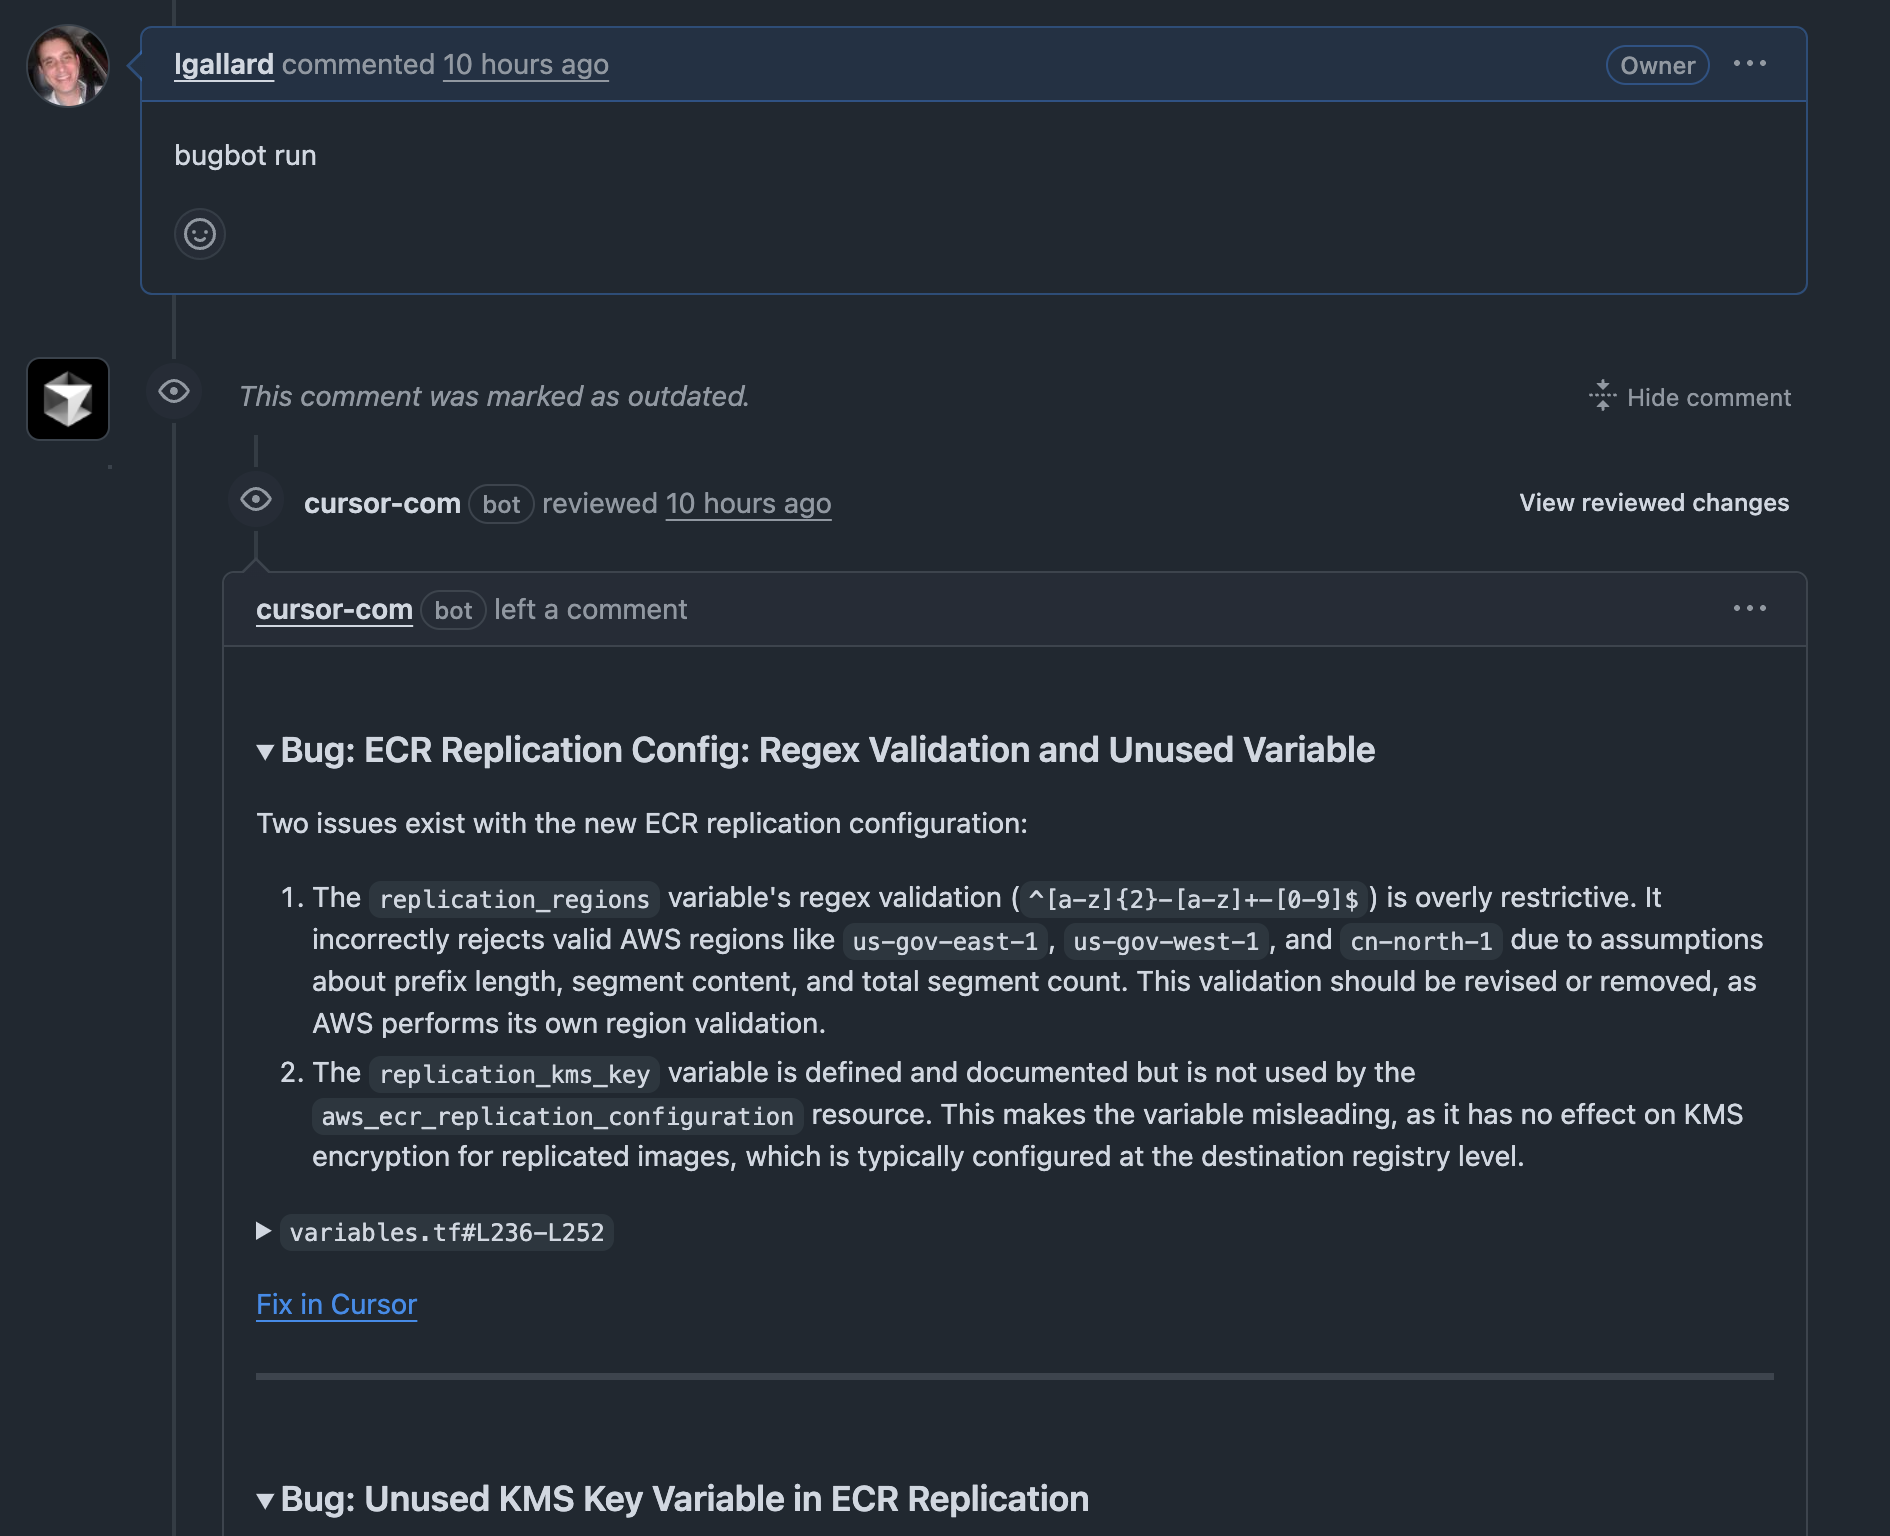 lgallard commented 10 hours ago
Owner
bugbot run
This comment was marked as outdated.
Hide comment
cursor-com bot reviewed 10 hours ago
View reviewed changes
cursor-com bot left a comment
Bug: ECR Replication Config: Regex Validation and Unused Variable
Two issues exist with the new ECR replication configuration:
1. The replication_regions variable's regex validation (^[a-z]{2}-[a-z]+-[0-9]$) is overly restrictive. It
incorrectly rejects valid AWS regions like us-gov-east-1, us-gov-west-1, and cn-north-1 due to assumptions
about prefix length, segment content, and total segment count. This validation should be revised or removed, as
AWS performs its own region validation.
2. The replication_kms_key variable is defined and documented but is not used by the
aws_ecr_replication_configuration resource. This makes the variable misleading, as it has no effect on KMS
encryption for replicated images, which is typically configured at the destination registry level.
variables.tf#L236-L252
Fix in Cursor
Bug: Unused KMS Key Variable in ECR Replication